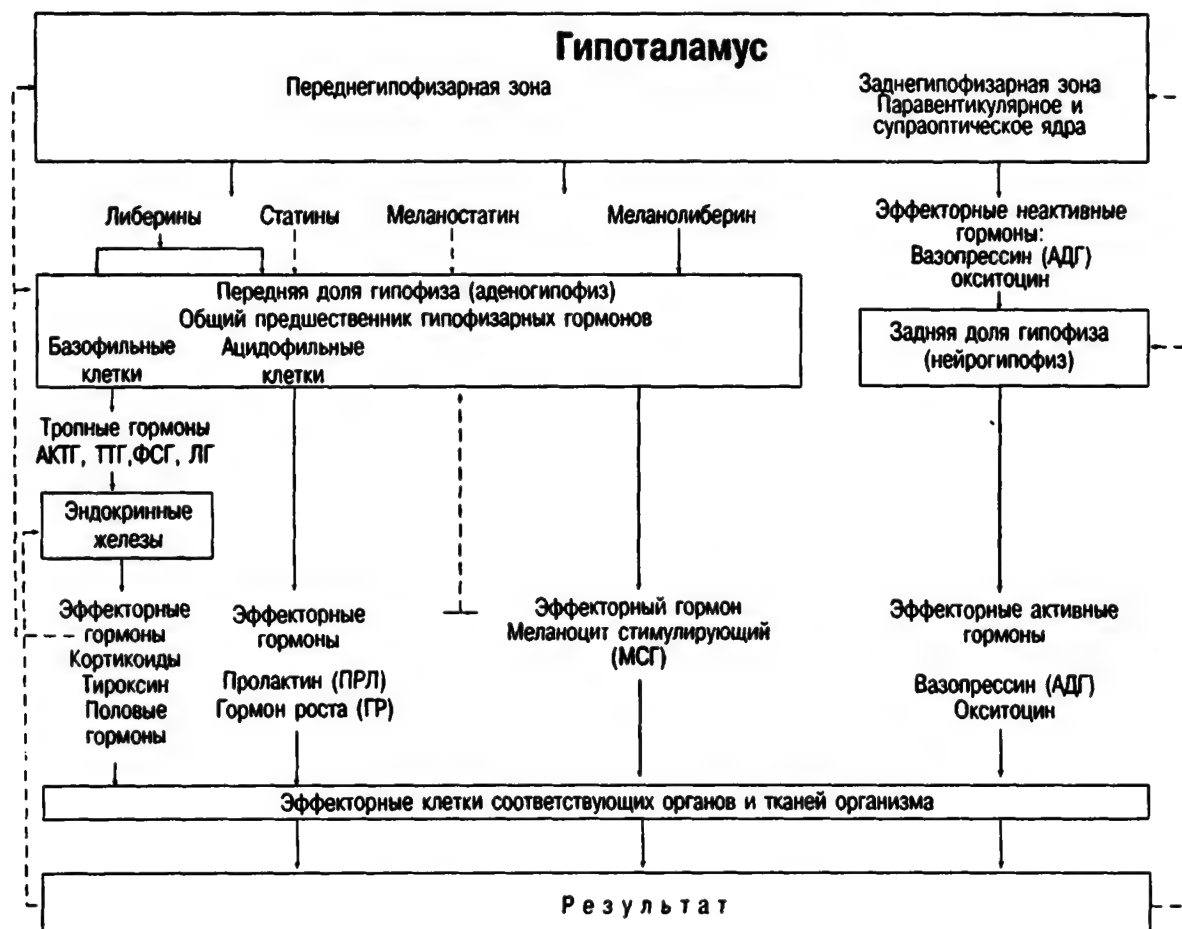 Гипоталамус
Переднегипофизарная зона
Заднегипофизарная зона
Паравентикулярное и
супраоптическое ядра
Либерины
Статины
Меланостатин
Меланолиберин
Эффекторные неактивные
гормоны:
Вазопрессин (АДГ)
окситоцин
Передняя доля гипофиза (аденогипофиз)
Общий предшественник гипофизарных гормонов
Базофильные
клетки
Ацидофильные
клетки
Задняя доля гипофиза
(нейрогипофиз)
Тропные гормоны
АКТГ, ТТГ,ФСГ, ЛГ
Эндокринные
железы
Эффекторные
гормоны
Кортикоиды
Тироксин
Половые
гормоны
Эффекторные
гормоны
Пролактин (ПРЛ)
Гормон роста (ГР)
Эффекторный гормон
Меланоцит стимулирующий
(МСГ)
Эффекторные активные
гормоны
Вазопрессин (АДГ)
Окситоцин
Эффекторные клетки соответствующих органов и тканей организма
Результат